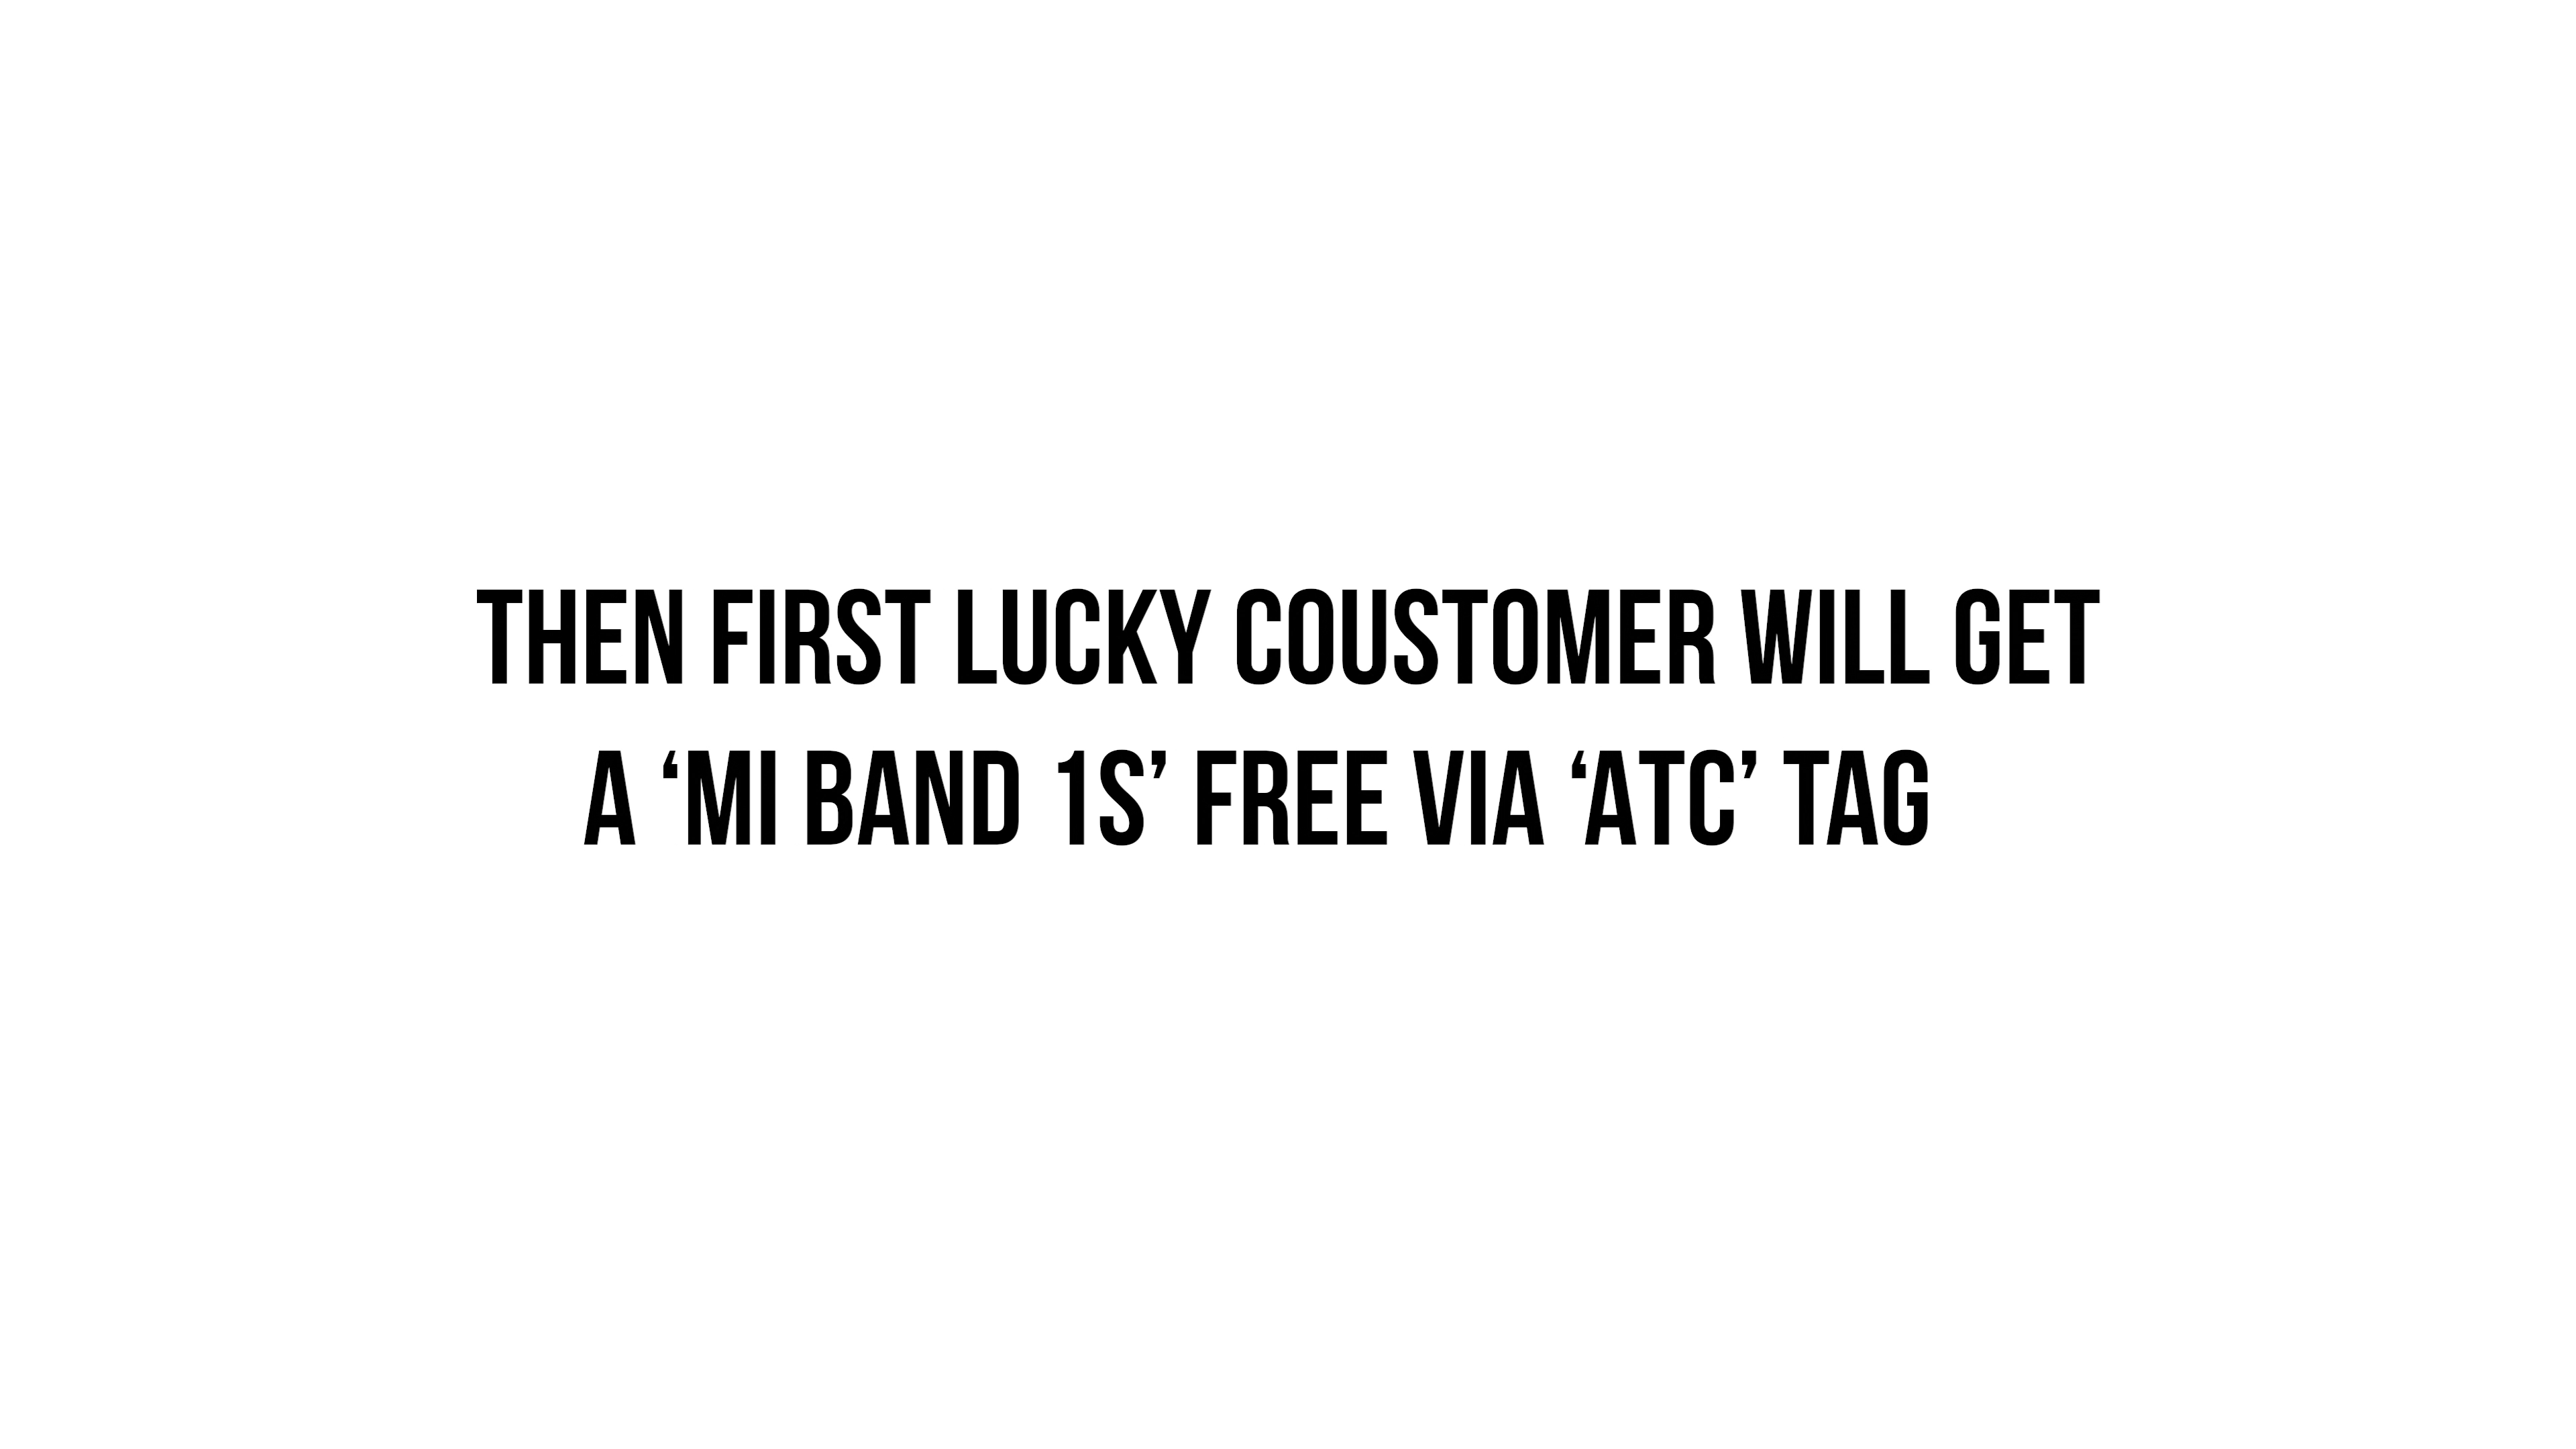 THEN FIRST LUCKY COUSTOMER WILL GET
A ‘MI BAND 1S’ FREE VIA ‘ATC’ TAG